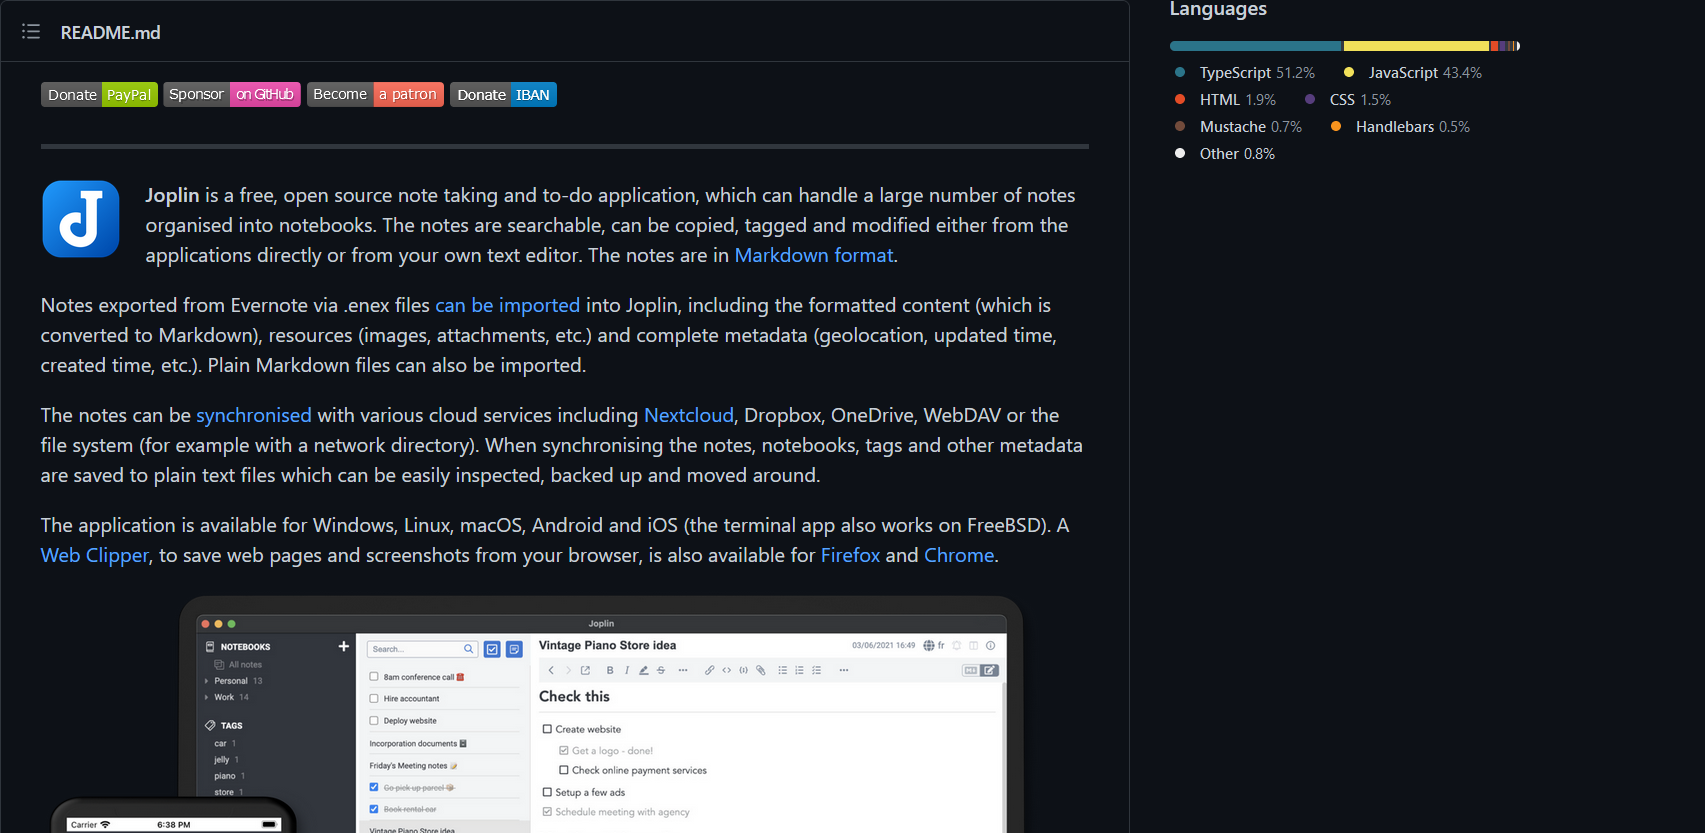 README.md
Donate PayPal Sponsor on GitHub Become a patron Donate IBAN
J
Joplin is a free, open source note taking and to-do application, which can handle a large number of notes
organised into notebooks. The notes are searchable, can be copied, tagged and modified either from the
applications directly or from your own text editor. The notes are in Markdown format.
Notes exported from Evernote via .enex files can be imported into Joplin, including the formatted content (which is
converted to Markdown), resources (images, attachments, etc.) and complete metadata (geolocation, updated time,
created time, etc.). Plain Markdown files can also be imported.
The notes can be synchronised with various cloud services including Nextcloud, Dropbox, OneDrive, WebDAV or the
file system (for example with a network directory). When synchronising the notes, notebooks, tags and other metadata
are saved to plain text files which can be easily inspected, backed up and moved around.
The application is available for Windows, Linux, macOS, Android and iOS (the terminal app also works on FreeBSD). A
Web Clipper, to save web pages and screenshots from your browser, is also available for Firefox and Chrome.
Joplin
NOTEBOOKS
All notes
Personal 13
Work 14
TAGS
car 1
jelly 1
piano 1
store 1
Search...
8am conference call
Hire accountant
Deploy website
Incorporation documents
Friday's Meeting notes
Go pick up parcel
Book rental car
Vintage Piano Store idea
Vintage Piano Store idea 03/06/2021 16:49 fr
B I S
Check this
Create website
Get a logo - done!
Check online payment services
Setup a few ads
Schedule meeting with agency
Carrier 6:38 PM
Languages
TypeScript 51.2% JavaScript 43.4%
HTML 1.9% CSS 1.5%
Mustache 0.7% Handlebars 0.5%
Other 0.8%